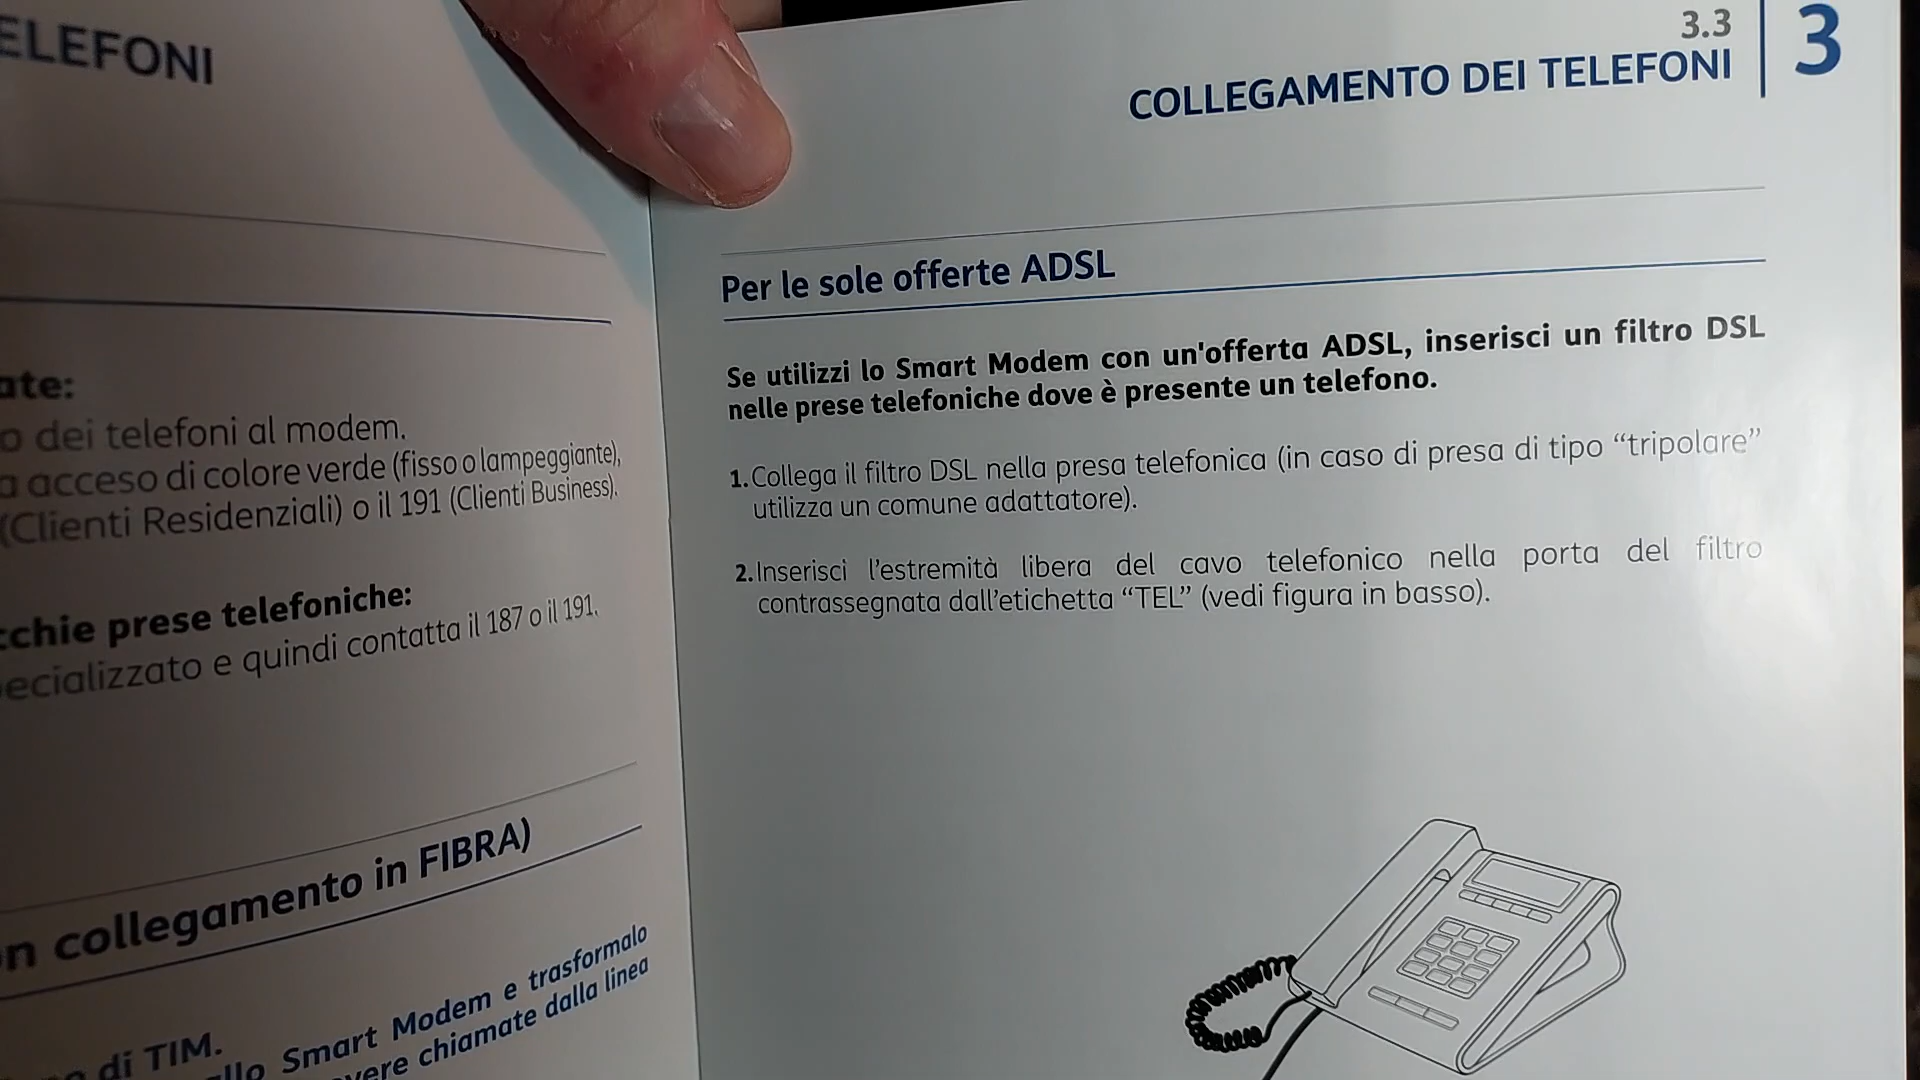 TELEFONI
dei telefoni al modem.
acceso di colore verde (fisso o lampeggiante),
(Clienti Residenziali) o il 191 (Clienti Business).
prese telefoniche:
e quindi contatta il 187 o il 191.
collegamento in FIBRA)
Smart Modem e trasformalo
chiamate dalla linea
di TIM.
3.3
3
COLLEGAMENTO DEI TELEFONI
Per le sole offerte ADSL
Se utilizzi lo Smart Modem con un'offerta ADSL, inserisci un filtro DSL
nelle prese telefoniche dove è presente un telefono.
1. Collega il filtro DSL nella presa telefonica (in caso di presa di tipo “tripolare”
utilizza un comune adattatore).
2. Inserisci l’estremità libera del cavo telefonico nella porta del filtro
contrassegnata dall’etichetta “TEL” (vedi figura in basso).